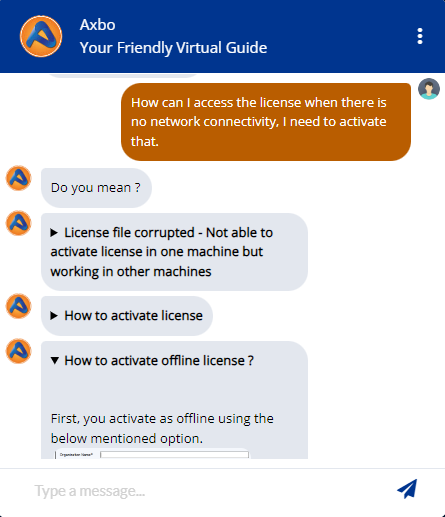 Axbo
Your Friendly Virtual Guide
How can I access the license when there is
no network connectivity, I need to activate
that.
Do you mean ?
License file corrupted - Not able to
activate license in one machine but
working in other machines
How to activate license
How to activate offline license ?
First, you activate as offline using the
below mentioned option.
Organization Name*
Type a message...